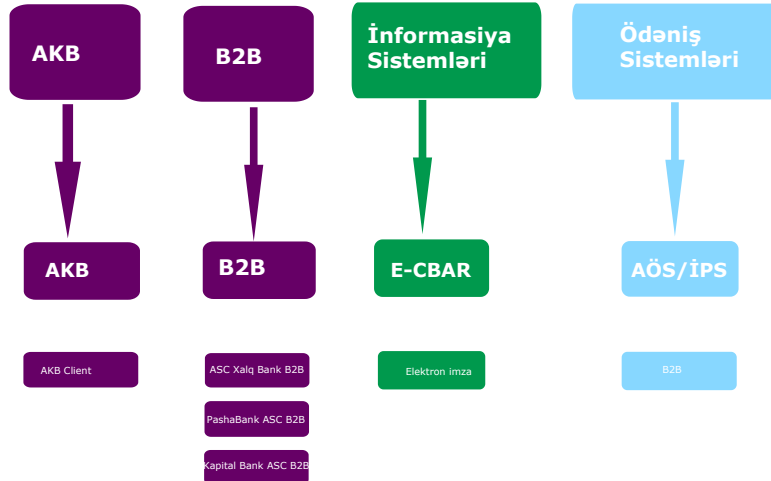 AKB
B2B
İnformasiya
Sistemləri
Ödəniş
Sistemləri
AKB
B2B
E-CBAR
AÖS/İPS
AKB Client
ASC Xalq Bank B2B
Elektron imza
B2B
PashaBank ASC B2B
Kapital Bank ASC B2B